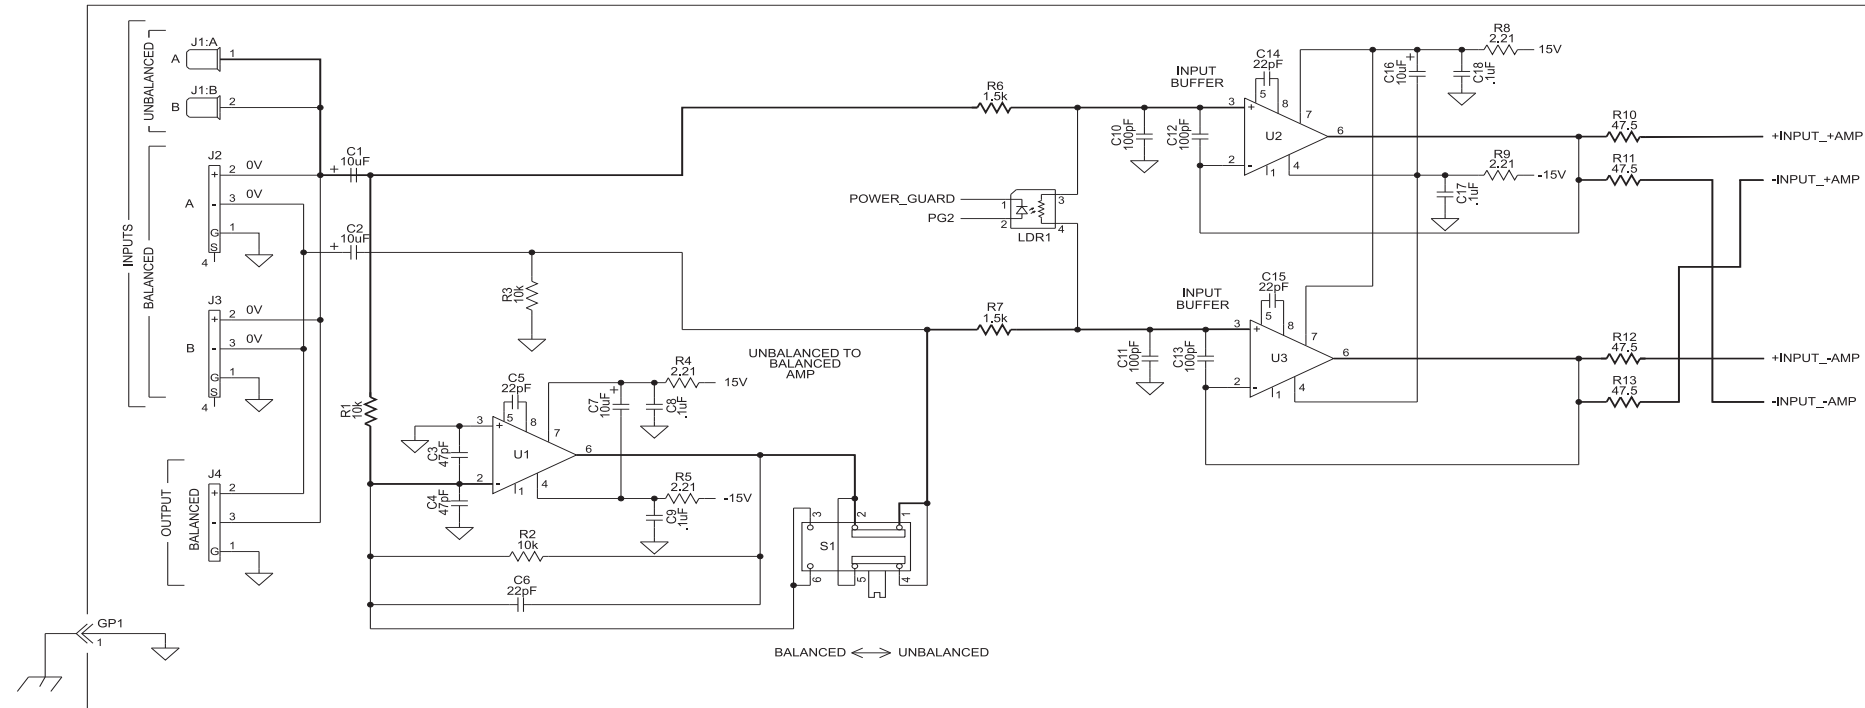 INPUTS
UNBALANCED
A
J1:A
1
B
J1:B
2
BALANCED
A
J2
+
2
0V
-
3
0V
G
1
S
4
B
J3
+
2
0V
-
3
0V
G
1
S
4
OUTPUT
BALANCED
J4
+
2
-
3
G
1
GP1
1
C1
+
10uF
C2
+
10uF
R3
10k
R1
10k
UNBALANCED TO
BALANCED
AMP
C5
22pF
5
8
3
+
7
U1
6
2
-
1
4
C3
47pF
C4
47pF
C7
10uF
+
C8
.1uF
R4
2.21
15V
R5
2.21
-15V
C9
.1uF
R2
10k
C6
22pF
S1
3
2
1
6
5
4
BALANCED
UNBALANCED
R6
1.5k
R7
1.5k
POWER_GUARD
PG2
1
2
3
4
LDR1
INPUT
BUFFER
C10
100pF
C12
100pF
C14
22pF
5
8
3
+
7
U2
6
2
-
1
4
C16
10uF
+
C18
.1uF
R8
2.21
15V
R9
2.21
-15V
C17
.1uF
INPUT
BUFFER
C11
100pF
C13
100pF
C15
22pF
5
8
3
+
7
U3
6
2
-
1
4
R10
47.5
+INPUT_+AMP
R11
47.5
-INPUT_+AMP
R12
47.5
+INPUT_-AMP
R13
47.5
-INPUT_-AMP